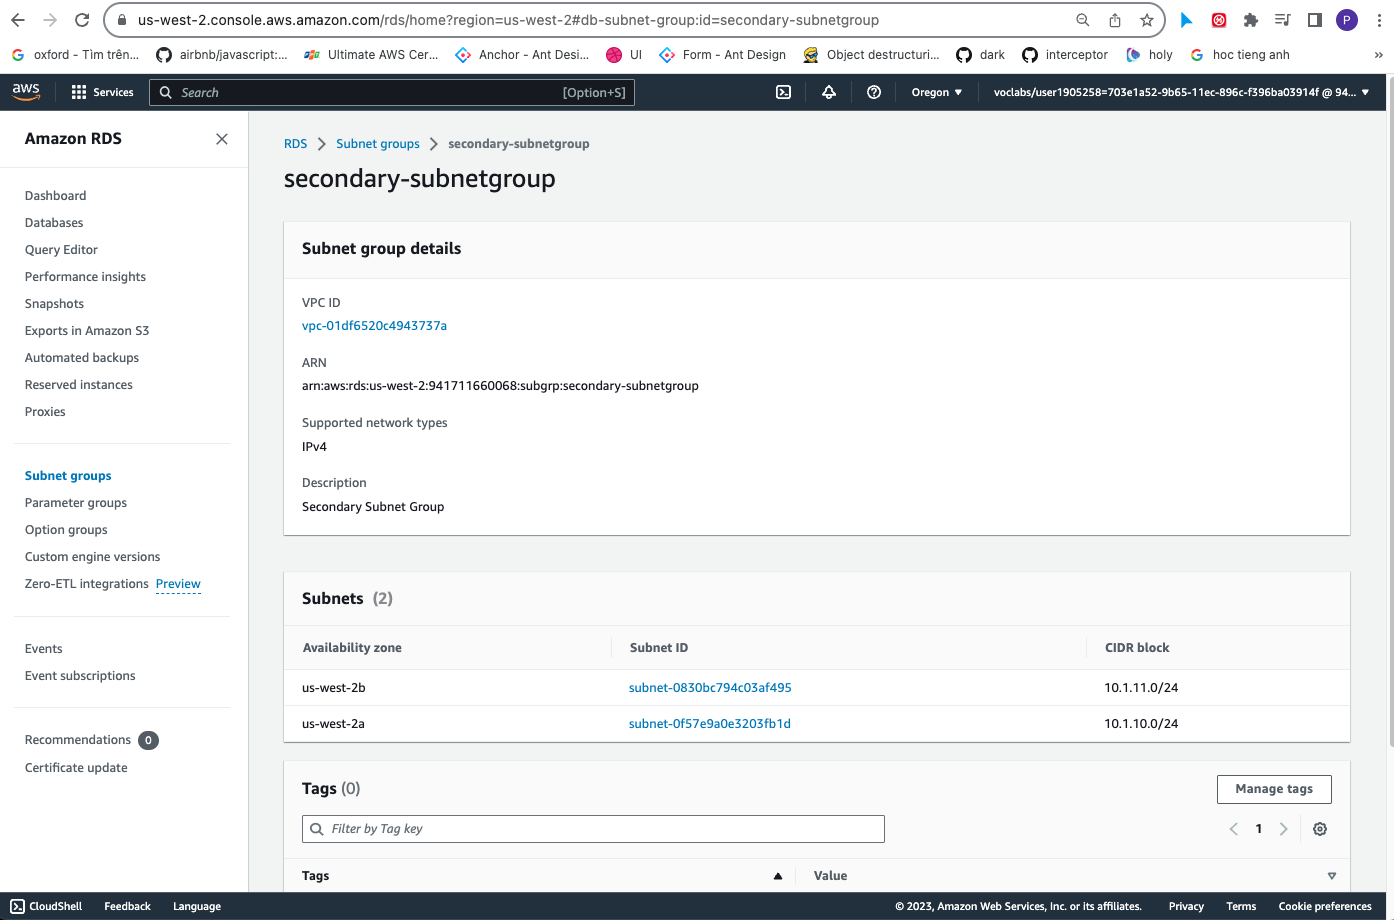 us-west-2.console.aws.amazon.com/rds/home?region=us-west-2#db-subnet-group:id=secondary-subnetgroup
P
oxford - Tìm trên... airbnb/javascript:... Ultimate AWS Cer... Anchor - Ant Desi... UI Form - Ant Design Object destructuri... dark interceptor holy hoc tieng anh »
aws Services Search [Option+S] Oregon voclabs/user1905258=703e1a52-9b65-11ec-896c-f396ba03914f @ 94...
Amazon RDS
Dashboard
Databases
Query Editor
Performance insights
Snapshots
Exports in Amazon S3
Automated backups
Reserved instances
Proxies
Subnet groups
Parameter groups
Option groups
Custom engine versions
Zero-ETL integrations Preview
Events
Event subscriptions
Recommendations 0
Certificate update
RDS Subnet groups secondary-subnetgroup
secondary-subnetgroup
Subnet group details
VPC ID
vpc-01df6520c4943737a
ARN
arn:aws:rds:us-west-2:941711660068:subgrp:secondary-subnetgroup
Supported network types
IPv4
Description
Secondary Subnet Group
Subnets (2)
Availability zone Subnet ID CIDR block
us-west-2b subnet-0830bc794c03af495 10.1.11.0/24
us-west-2a subnet-0f57e9a0e3203fb1d 10.1.10.0/24
Tags (0) Manage tags
Filter by Tag key 1
Tags Value
CloudShell Feedback Language © 2023, Amazon Web Services, Inc. or its affiliates. Privacy Terms Cookie preferences